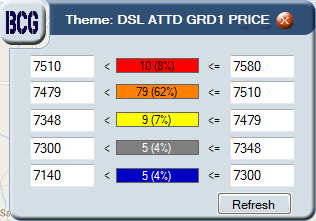 BCG
Theme: DSL ATTD GRD1 PRICE
7510 < 10 (8%) <= 7580
7479 < 79 (62%) <= 7510
7348 < 9 (7%) <= 7479
7300 < 5 (4%) <= 7348
7140 < 5 (4%) <= 7300
Refresh